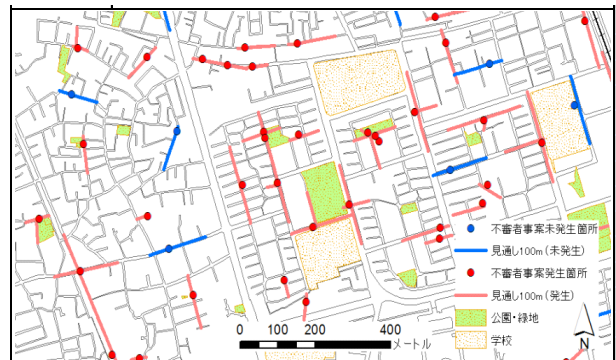 不審者事案未発生箇所
見通し100m(未発生)
不審者事案発生箇所
見通し100m(発生)
公園・緑地
学校
0 100 200 400
メートル